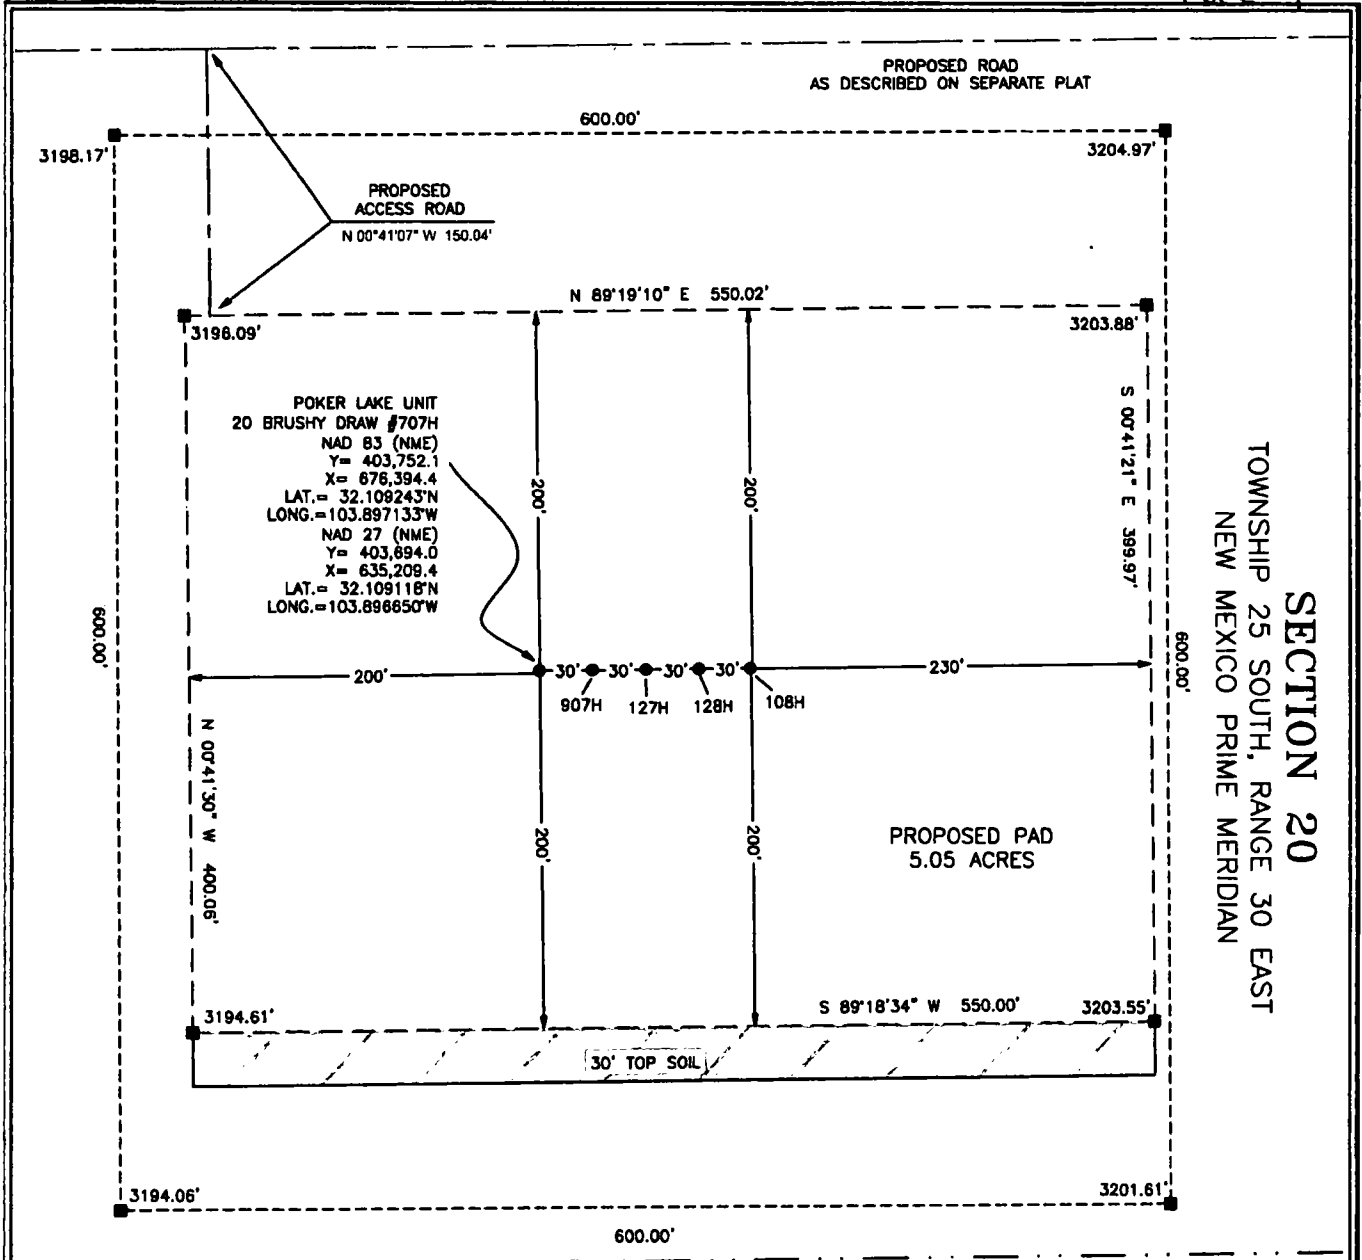 PROPOSED ROAD
AS DESCRIBED ON SEPARATE PLAT
600.00'
3198.17'
3204.97'
PROPOSED
ACCESS ROAD
N 00°41'07" W 150.04'
N 89°19'10" E 550.02'
3196.09'
3203.88'
POKER LAKE UNIT
20 BRUSHY DRAW #707H
NAD 83 (NME)
Y= 403,752.1
X= 676,394.4
LAT.= 32.109243°N
LONG.=103.897133°W
NAD 27 (NME)
Y= 403,694.0
X= 635,209.4
LAT.= 32.109118°N
LONG.=103.896650°W
200'
200'
S 00°41'21" E 399.97'
600.00'
600.00'
200'
30'
30'
30'
30'
230'
907H
127H
128H
108H
N 00°41'30" W 400.06'
200'
200'
PROPOSED PAD
5.05 ACRES
SECTION 20
TOWNSHIP 25 SOUTH, RANGE 30 EAST
NEW MEXICO PRIME MERIDIAN
3194.61'
S 89°18'34" W 550.00'
3203.55'
30' TOP SOIL
3194.06'
3201.61'
600.00'